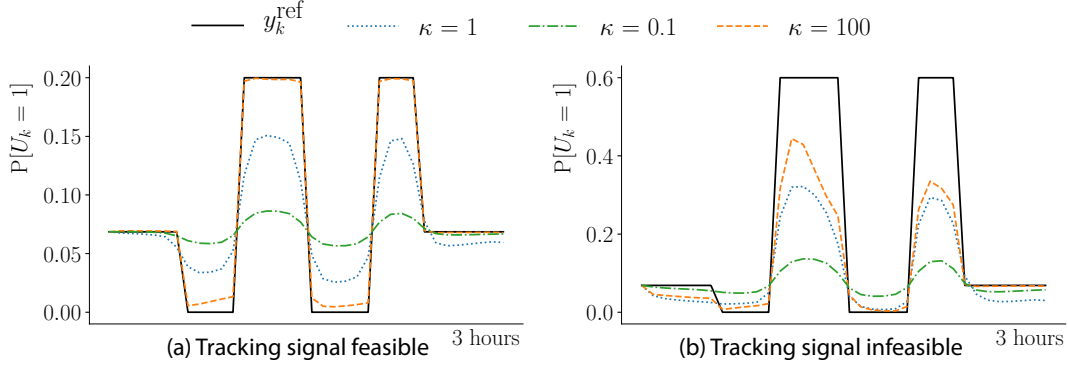 y_k^ref κ = 1 κ = 0.1 κ = 100
P[U_k = 1]
0.20
0.15
0.10
0.05
0.00
3 hours
(a) Tracking signal feasible
P[U_k = 1]
0.6
0.4
0.2
0.0
3 hours
(b) Tracking signal infeasible